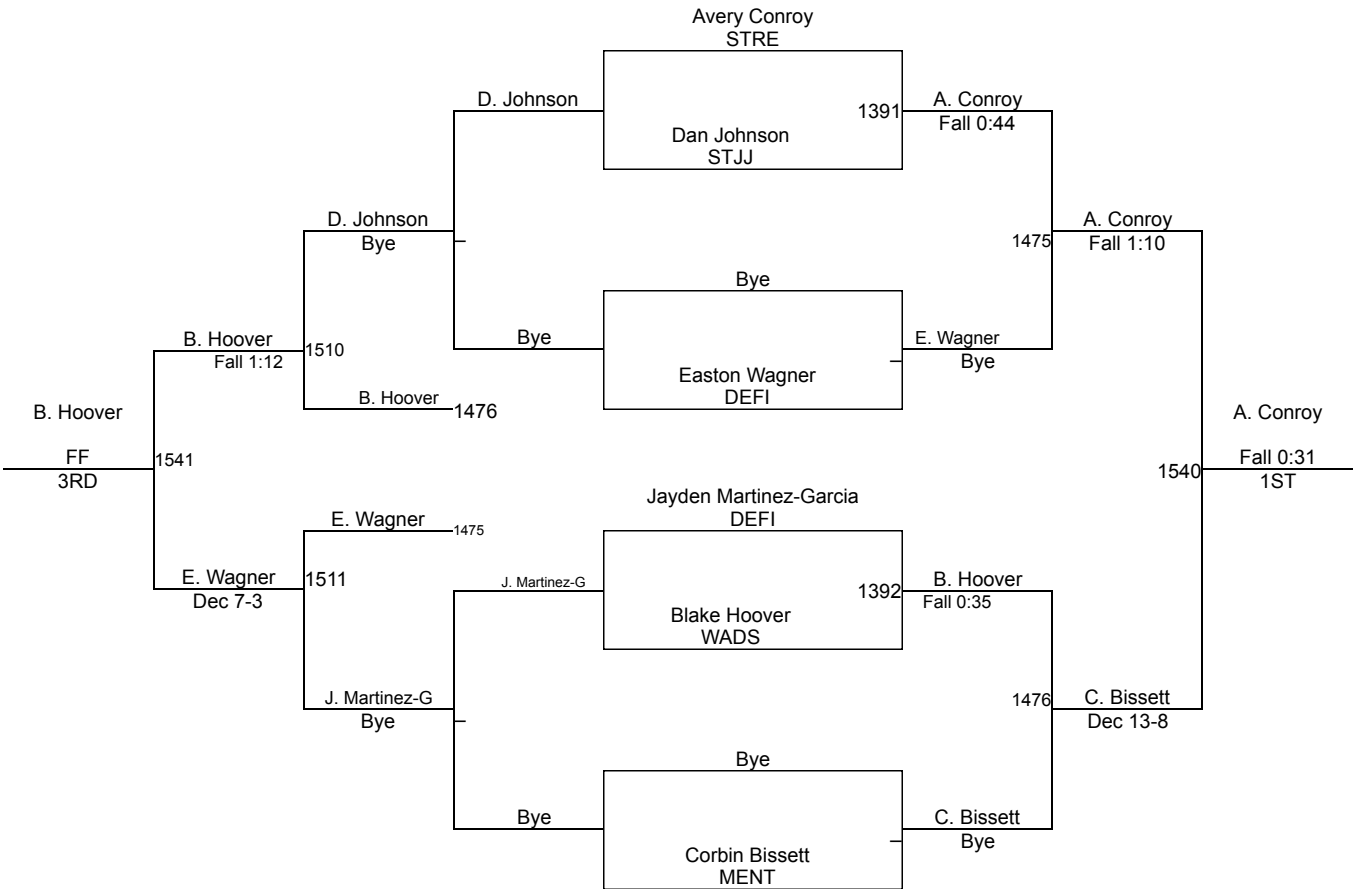 Avery Conroy
STRE
D. Johnson
1391
A. Conroy
Fall 0:44
Dan Johnson
STJJ
D. Johnson
Bye
1475
A. Conroy
Fall 1:10
Bye
B. Hoover
Fall 1:12
1510
Bye
E. Wagner
Bye
Easton Wagner
DEFI
B. Hoover
1476
B. Hoover
FF
3RD
1541
A. Conroy
Fall 0:31
1ST
1540
Jayden Martinez-Garcia
DEFI
E. Wagner
1475
E. Wagner
Dec 7-3
1511
J. Martinez-G
1392
B. Hoover
Fall 0:35
Blake Hoover
WADS
J. Martinez-G
Bye
1476
C. Bissett
Dec 13-8
Bye
Bye
C. Bissett
Bye
Corbin Bissett
MENT